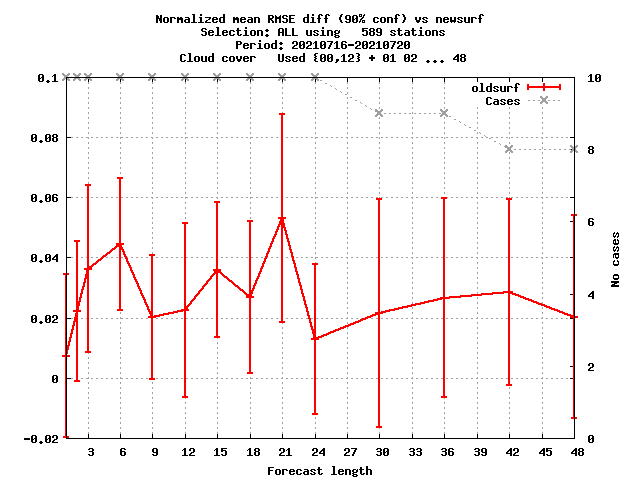 Normalized mean RMSE diff (90% conf) vs newsurf
Selection: ALL using   589 stations
Period: 20210716-20210720
Cloud cover   Used {00,12} + 01 02 ... 48
0.1
0.08
0.06
0.04
0.02
0
-0.02
10
8
6
4
2
0
oldsurf
Cases
No cases
3 6 9 12 15 18 21 24 27 30 33 36 39 42 45 48
Forecast length